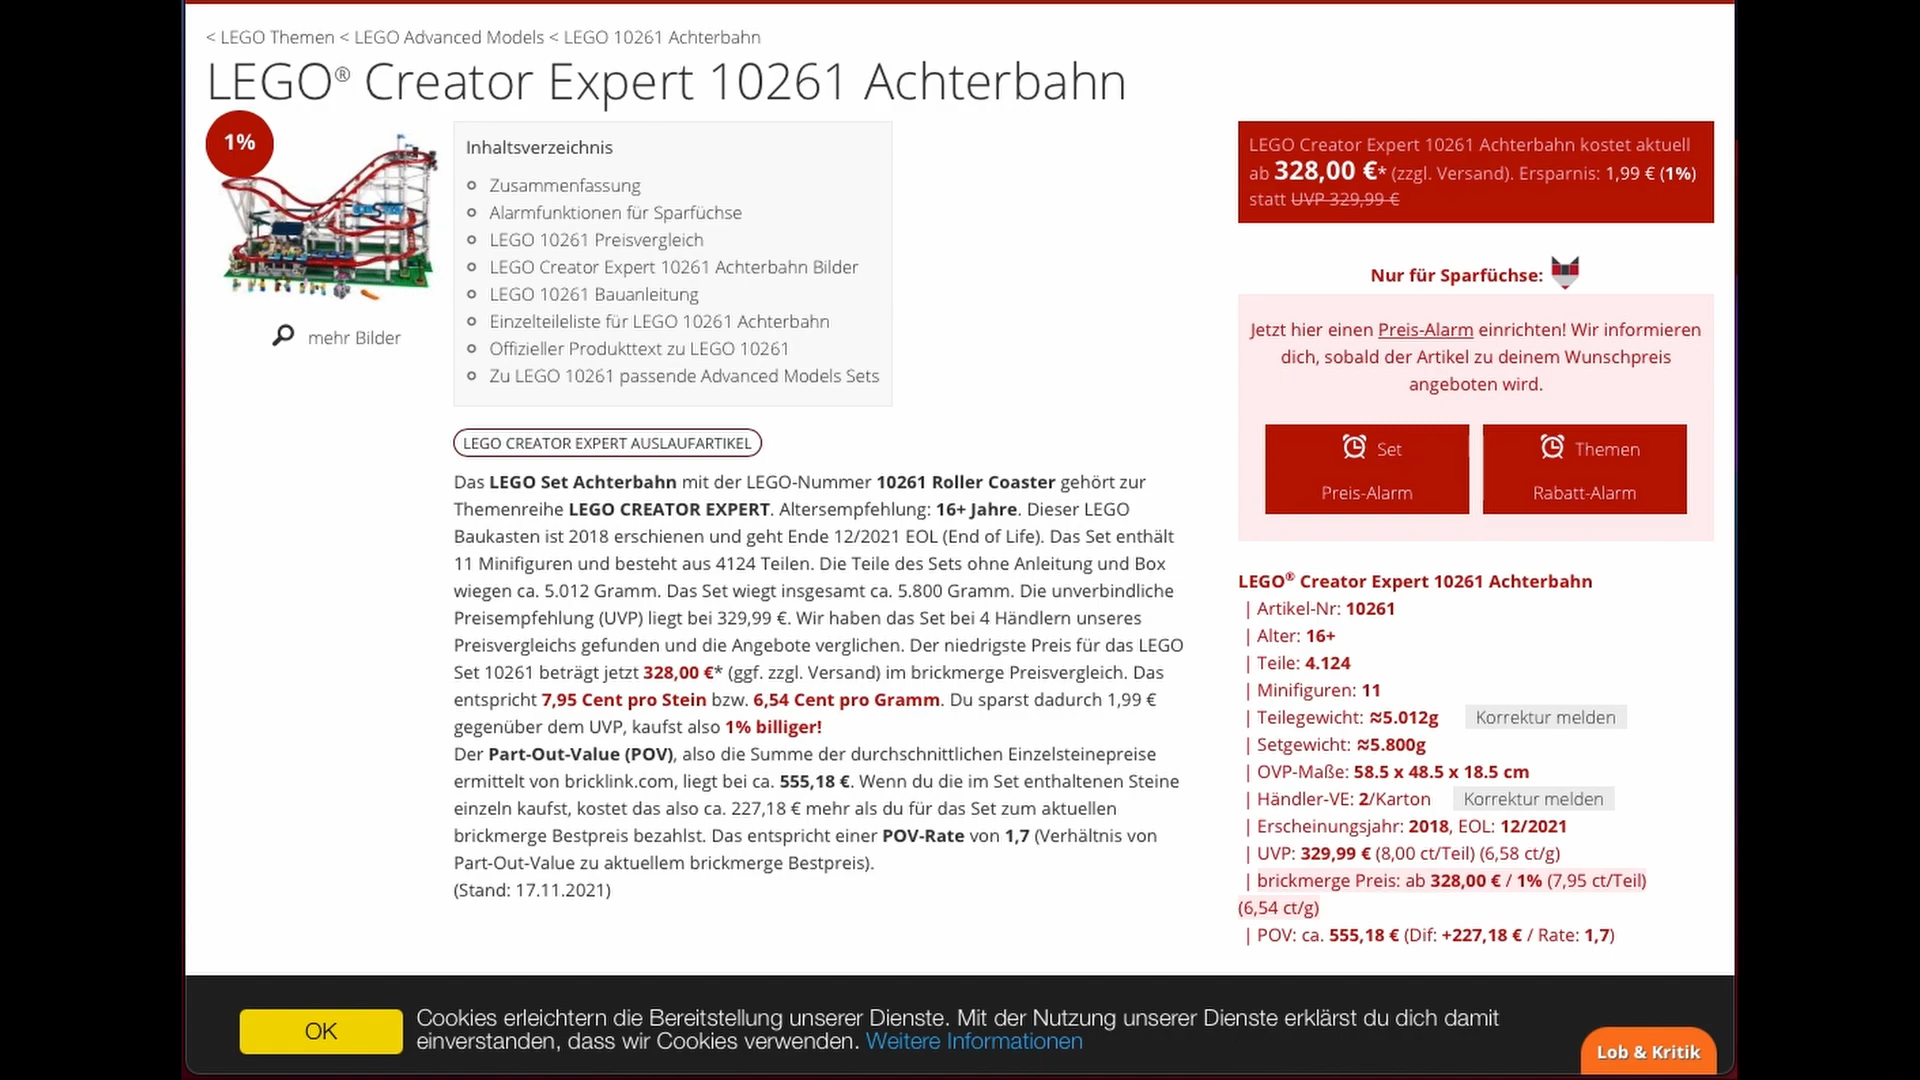 < LEGO Themen < LEGO Advanced Models < LEGO 10261 Achterbahn
LEGO® Creator Expert 10261 Achterbahn
1%
mehr Bilder
Inhaltsverzeichnis
Zusammenfassung
Alarmfunktionen für Sparfüchse
LEGO 10261 Preisvergleich
LEGO Creator Expert 10261 Achterbahn Bilder
LEGO 10261 Bauanleitung
Einzelteileliste für LEGO 10261 Achterbahn
Offizieller Produkttext zu LEGO 10261
Zu LEGO 10261 passende Advanced Models Sets
LEGO CREATOR EXPERT AUSLAUFARTIKEL
Das LEGO Set Achterbahn mit der LEGO-Nummer 10261 Roller Coaster gehört zur
Themenreihe LEGO CREATOR EXPERT. Altersempfehlung: 16+ Jahre. Dieser LEGO
Baukasten ist 2018 erschienen und geht Ende 12/2021 EOL (End of Life). Das Set enthält
11 Minifiguren und besteht aus 4124 Teilen. Die Teile des Sets ohne Anleitung und Box
wiegen ca. 5.012 Gramm. Das Set wiegt insgesamt ca. 5.800 Gramm. Die unverbindliche
Preisempfehlung (UVP) liegt bei 329,99 €. Wir haben das Set bei 4 Händlern unseres
Preisvergleichs gefunden und die Angebote verglichen. Der niedrigste Preis für das LEGO
Set 10261 beträgt jetzt 328,00 €* (ggf. zzgl. Versand) im brickmerge Preisvergleich. Das
entspricht 7,95 Cent pro Stein bzw. 6,54 Cent pro Gramm. Du sparst dadurch 1,99 €
gegenüber dem UVP, kaufst also 1% billiger!
Der Part-Out-Value (POV), also die Summe der durchschnittlichen Einzelsteinepreise
ermittelt von bricklink.com, liegt bei ca. 555,18 €. Wenn du die im Set enthaltenen Steine
einzeln kaufst, kostet das also ca. 227,18 € mehr als du für das Set zum aktuellen
brickmerge Bestpreis bezahlst. Das entspricht einer POV-Rate von 1,7 (Verhältnis von
Part-Out-Value zu aktuellem brickmerge Bestpreis).
(Stand: 17.11.2021)
LEGO Creator Expert 10261 Achterbahn kostet aktuell
ab 328,00 €* (zzgl. Versand). Ersparnis: 1,99 € (1%)
statt UVP 329,99 €
Nur für Sparfüchse:
Jetzt hier einen Preis-Alarm einrichten! Wir informieren
dich, sobald der Artikel zu deinem Wunschpreis
angeboten wird.
Set
Preis-Alarm
Themen
Rabatt-Alarm
LEGO® Creator Expert 10261 Achterbahn
| Artikel-Nr: 10261
| Alter: 16+
| Teile: 4.124
| Minifiguren: 11
| Teilegewicht: ≈5.012g Korrektur melden
| Setgewicht: ≈5.800g
| OVP-Maße: 58.5 x 48.5 x 18.5 cm
| Händler-VE: 2/Karton Korrektur melden
| Erscheinungsjahr: 2018, EOL: 12/2021
| UVP: 329,99 € (8,00 ct/Teil) (6,58 ct/g)
| brickmerge Preis: ab 328,00 € / 1% (7,95 ct/Teil)
(6,54 ct/g)
| POV: ca. 555,18 € (Dif: +227,18 € / Rate: 1,7)
OK
Cookies erleichtern die Bereitstellung unserer Dienste. Mit der Nutzung unserer Dienste erklärst du dich damit
einverstanden, dass wir Cookies verwenden. Weitere Informationen
Lob & Kritik